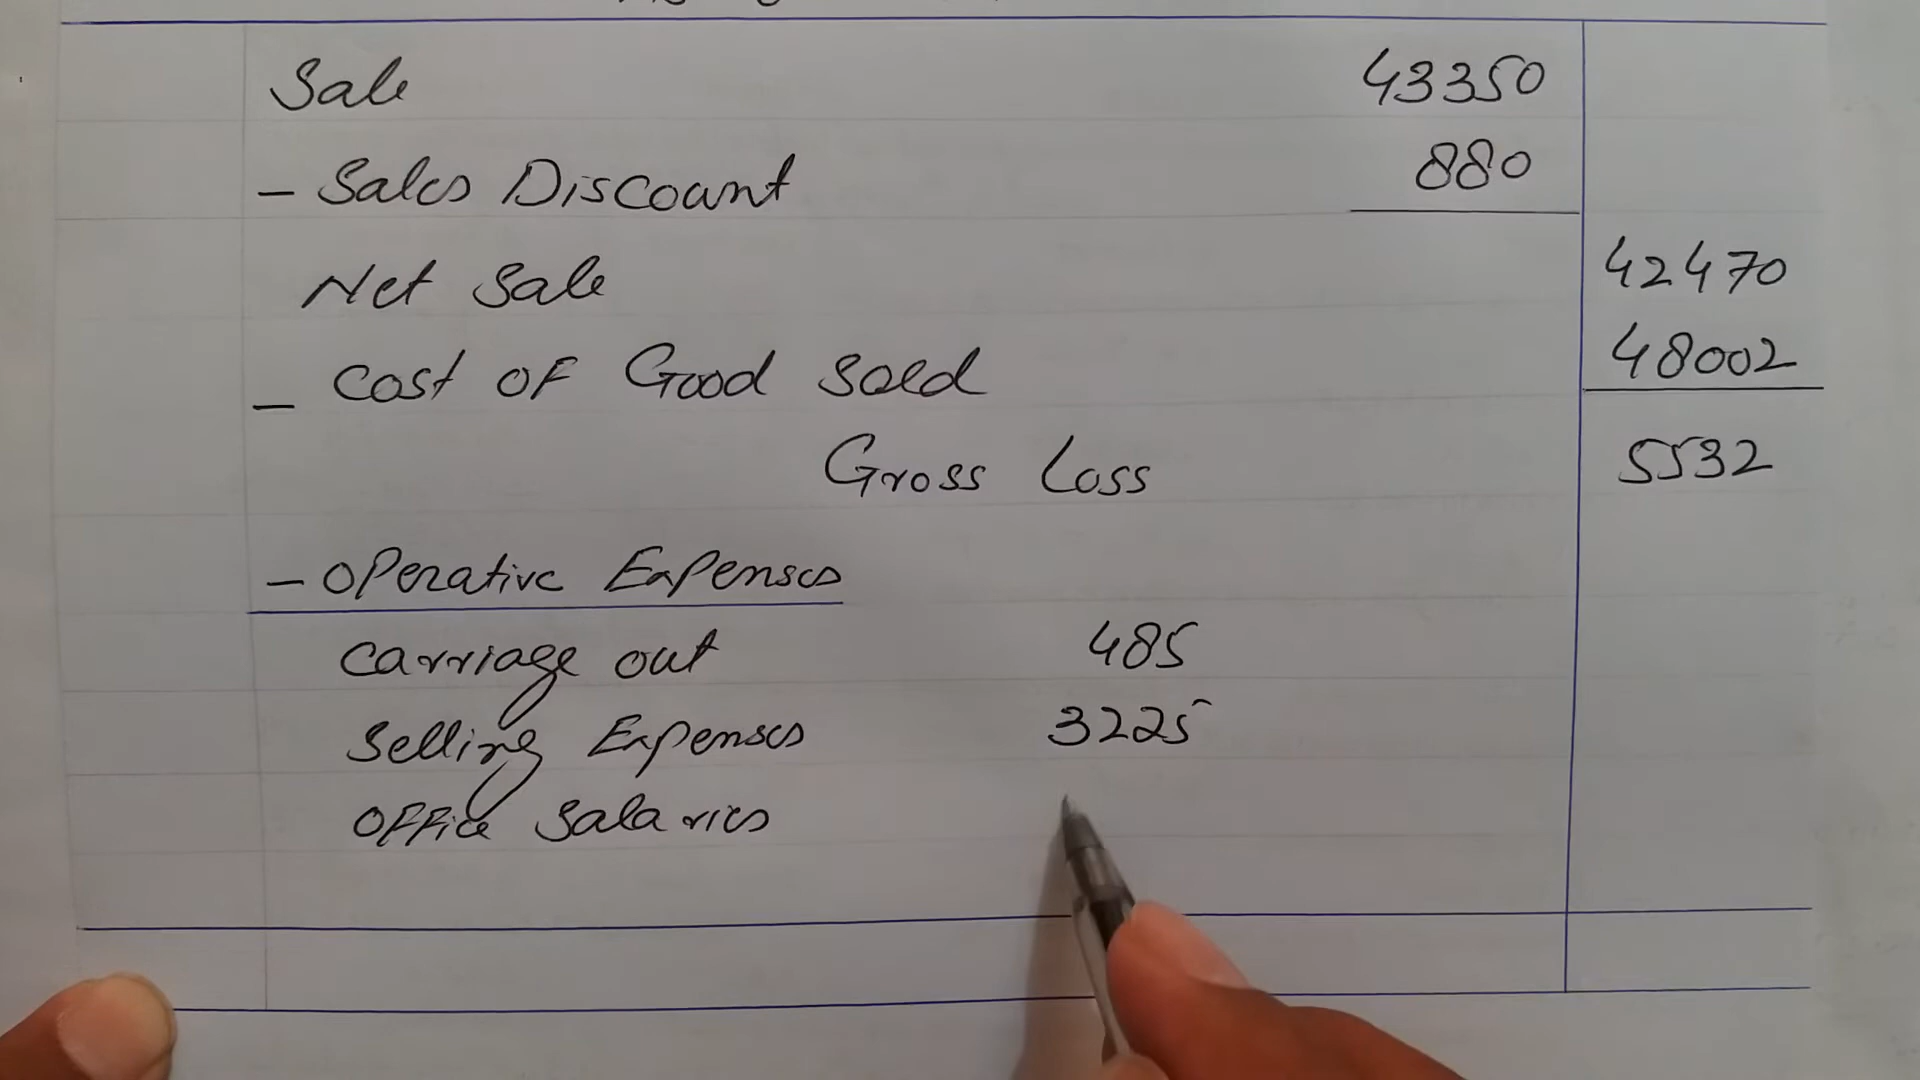 Sale 43350
- Sales Discount 880
Net Sale 42470
- Cost of Good Sold 48002
Gross Loss 5532
- Operative Expenses
Carriage out 485
Selling Expenses 3225
Office Salaries